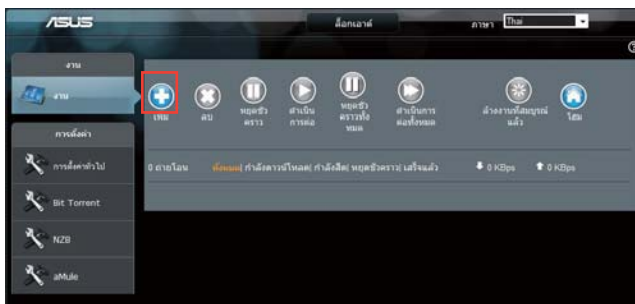 ASUS
ล็อกเอาต์
ภาษา Thai
งาน
งาน
เพิ่ม
ลบ
หยุดชั่ว
คราว
ดำเนิน
การต่อ
หยุดชั่ว
คราวทั้ง
หมด
ดำเนินการ
ต่อทั้งหมด
ล้างงานที่สมบูรณ์
แล้ว
โฮม
การตั้งค่า
การตั้งค่าทั่วไป
0 ถ่ายโอน ทั้งหมด| กำลังดาวน์โหลด| กำลังสีด| หยุดชั่วคราว| เสร็จแล้ว 0 KBps 0 KBps
Bit Torrent
NZB
aMule